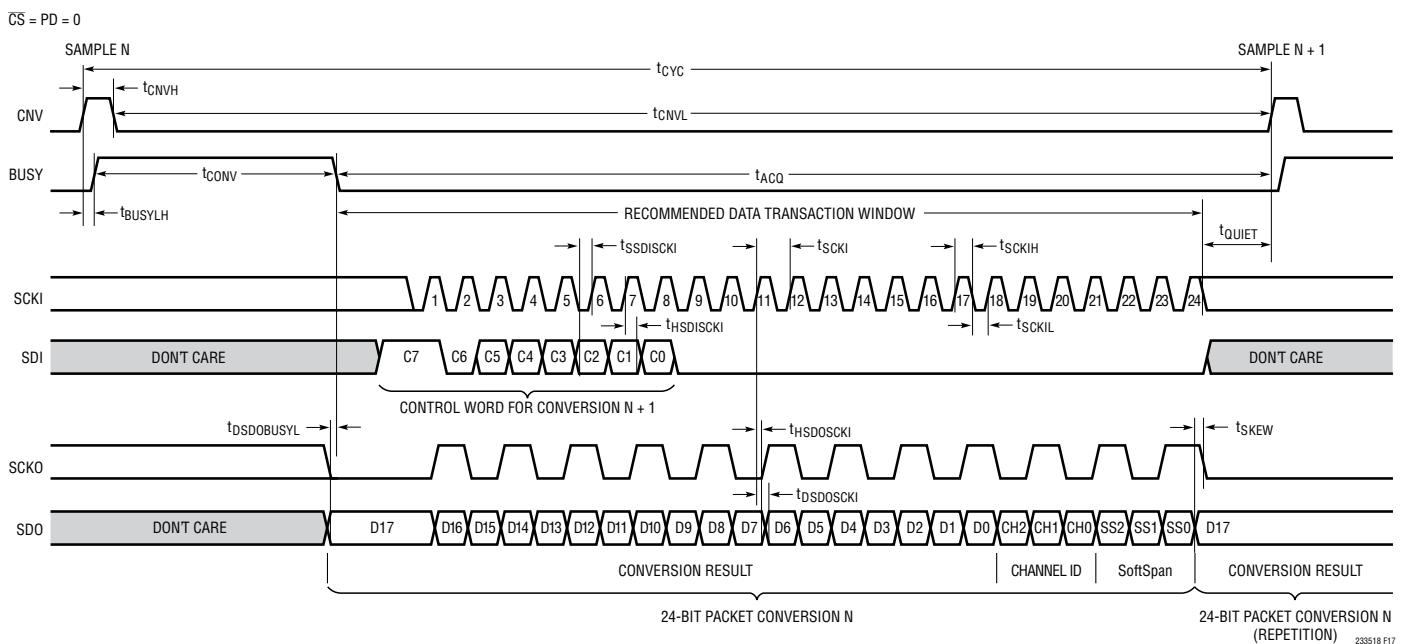 CS = PD = 0
SAMPLE N
SAMPLE N + 1
tCYC
tCNVH
CNV
tCNVL
BUSY
tCONV
tACQ
tBUSYLH
RECOMMENDED DATA TRANSACTION WINDOW
tQUIET
tSSDISCKI
tSCKI
tSCKIH
SCKI
1 2 3 4 5 6 7 8 9 10 11 12 13 14 15 16 17 18 19 20 21 22 23 24
tHSDISCKI
tSCKIL
SDI
DON'T CARE
C7 C6 C5 C4 C3 C2 C1 C0
DON'T CARE
CONTROL WORD FOR CONVERSION N + 1
tDSDOBUSYL
tHSDOSCKI
tSKEW
SCKO
tDSDOSCKI
SDO
DON'T CARE
D17 D16 D15 D14 D13 D12 D11 D10 D9 D8 D7 D6 D5 D4 D3 D2 D1 D0 CH2 CH1 CH0 SS2 SS1 SS0 D17
CONVERSION RESULT
CHANNEL ID
SoftSpan
CONVERSION RESULT
24-BIT PACKET CONVERSION N
24-BIT PACKET CONVERSION N
(REPETITION)
233518 F17